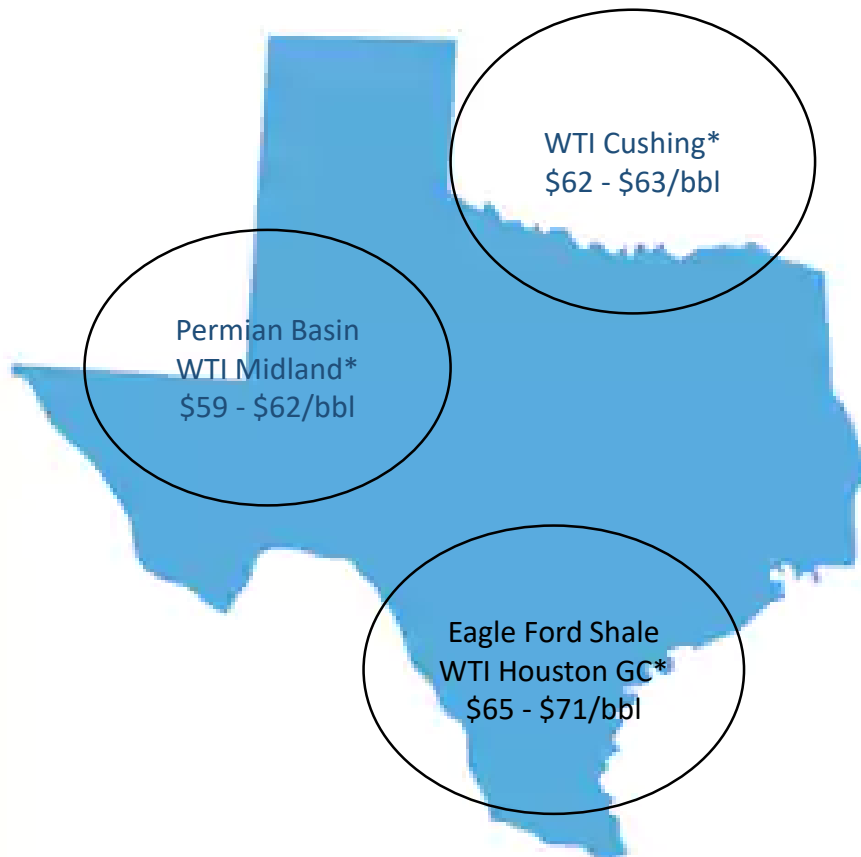 WTI Cushing*
$62 - $63/bbl
Permian Basin
WTI Midland*
$59 - $62/bbl
Eagle Ford Shale
WTI Houston GC*
$65 - $71/bbl